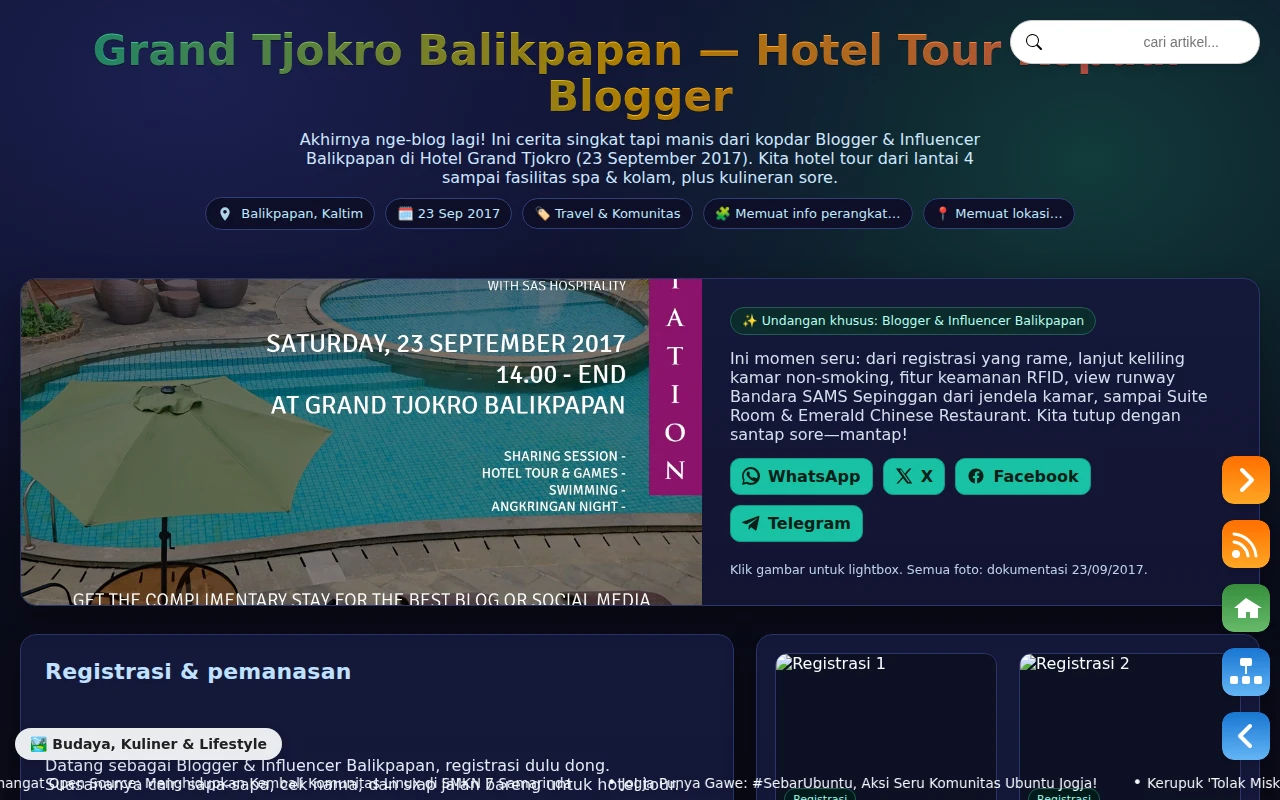 Grand Tjokro Balikpapan — Hotel Tour
Blogger
cari artikel...
Akhirnya nge-blog lagi! Ini cerita singkat tapi manis dari kopdar Blogger & Influencer
Balikpapan di Hotel Grand Tjokro (23 September 2017). Kita hotel tour dari lantai 4
sampai fasilitas spa & kolam, plus kulineran sore.
Balikpapan, Kaltim
23 Sep 2017
Travel & Komunitas
Memuat info perangkat...
Memuat lokasi...
WITH SAS HOSPITALITY
SATURDAY, 23 SEPTEMBER 2017
14.00 - END
AT GRAND TJOKRO BALIKPAPAN
SHARING SESSION -
HOTEL TOUR & GAMES -
SWIMMING -
ANGKRINGAN NIGHT -
GET THE COMPLIMENTARY STAY FOR THE BEST BLOG OR SOCIAL MEDIA
A
T
I
O
N
✨ Undangan khusus: Blogger & Influencer Balikpapan
Ini momen seru: dari registrasi yang rame, lanjut keliling
kamar non-smoking, fitur keamanan RFID, view runway
Bandara SAMS Sepinggan dari jendela kamar, sampai Suite
Room & Emerald Chinese Restaurant. Kita tutup dengan
santap sore—mantap!
WhatsApp
X
Facebook
Telegram
Klik gambar untuk lightbox. Semua foto: dokumentasi 23/09/2017.
Registrasi & pemanasan
Registrasi 1
Registrasi 2
Budaya, Kuliner & Lifestyle
Datang sebagai Blogger & Influencer Balikpapan, registrasi dulu dong.
Suasananya cair: sapa-sapa, cek nama, dan siap jalan bareng untuk hotel tour.
Open Source: Menghidupkan Kembali Komunitas Linux di SMKN 7 Samarinda
• Jogja Punya Gawe: #SebarUbuntu, Aksi Seru Komunitas Ubuntu Jogja!
• Kerupuk 'Tolak Misk
Registrasi
Registrasi